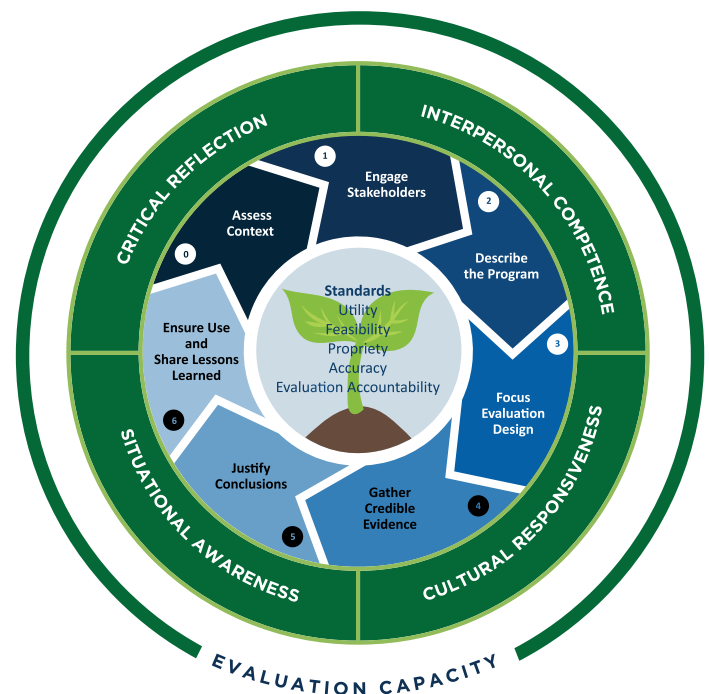 CRITICAL REFLECTION
INTERPERSONAL COMPETENCE
0
Assess
Context
1
Engage
Stakeholders
2
Describe
the Program
3
Focus
Evaluation
Design
4
Gather
Credible
Evidence
5
Justify
Conclusions
6
Ensure Use
and
Share Lessons
Learned
Standards
Utility
Feasibility
Propriety
Accuracy
Evaluation Accountability
SITUATIONAL AWARENESS
CULTURAL RESPONSIVENESS
EVALUATION CAPACITY